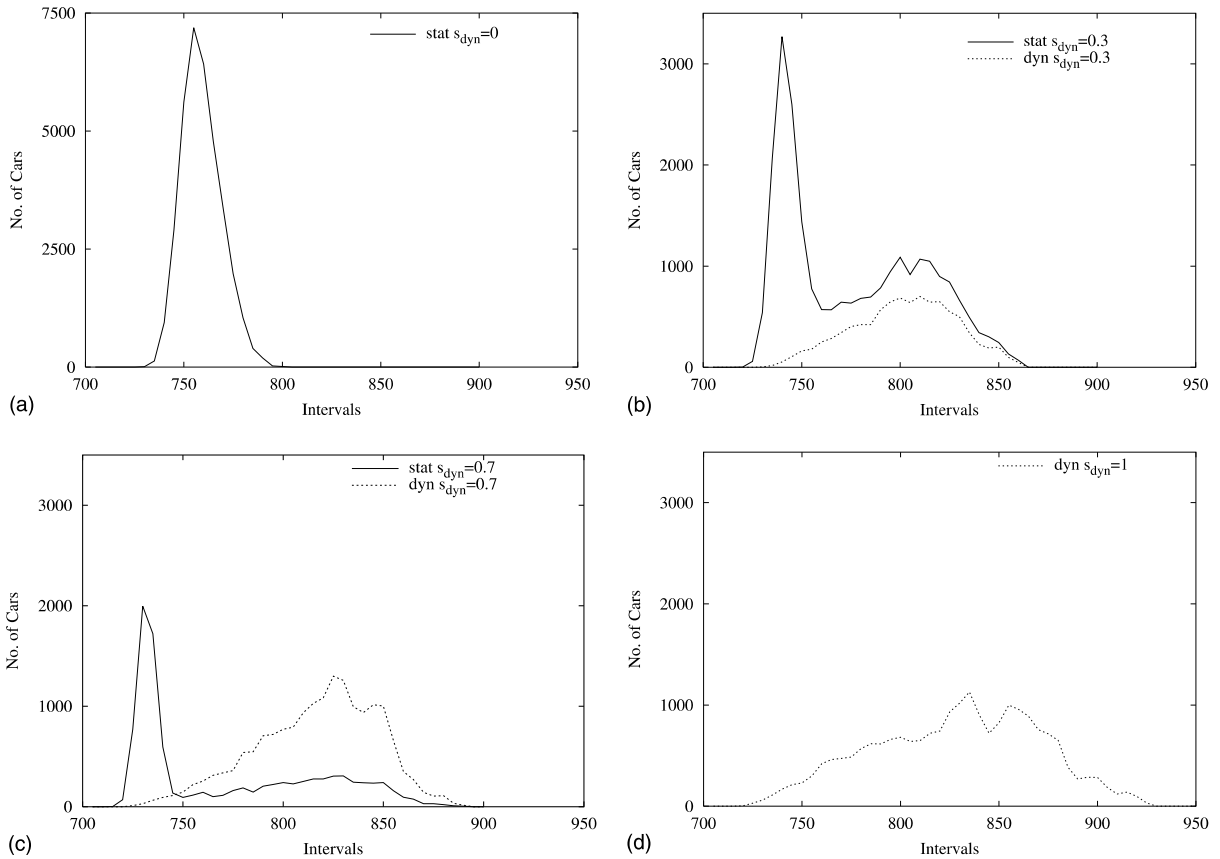 7500
5000
2500
0
No. of Cars
stat s_dyn=0
700 750 800 850 900 950
Intervals
(a)
3000
2000
1000
0
No. of Cars
stat s_dyn=0.3
dyn s_dyn=0.3
700 750 800 850 900 950
Intervals
(b)
3000
2000
1000
0
No. of Cars
stat s_dyn=0.7
dyn s_dyn=0.7
700 750 800 850 900 950
Intervals
(c)
3000
2000
1000
0
No. of Cars
dyn s_dyn=1
700 750 800 850 900 950
Intervals
(d)